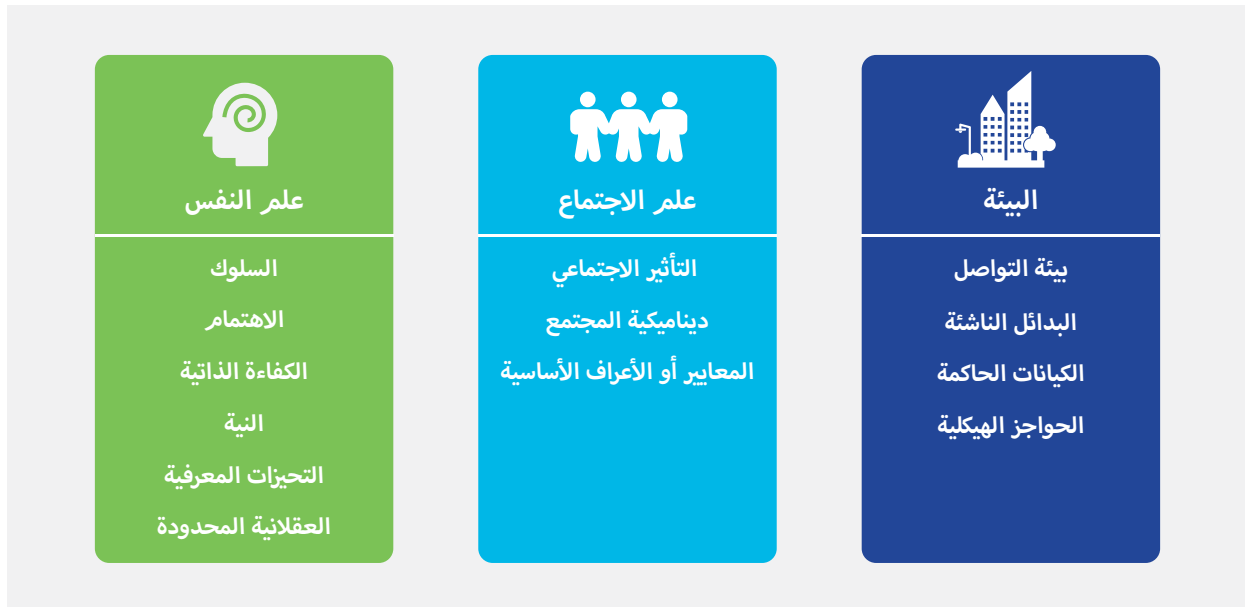 البيئة
بيئة التواصل
البدائل الناشئة
الكيانات الحاكمة
الحواجز الهيكلية
علم الاجتماع
التأثير الاجتماعي
ديناميكية المجتمع
المعايير أو الأعراف الأساسية
علم النفس
السلوك
الاهتمام
الكفاءة الذاتية
النية
التحيزات المعرفية
العقلانية المحدودة